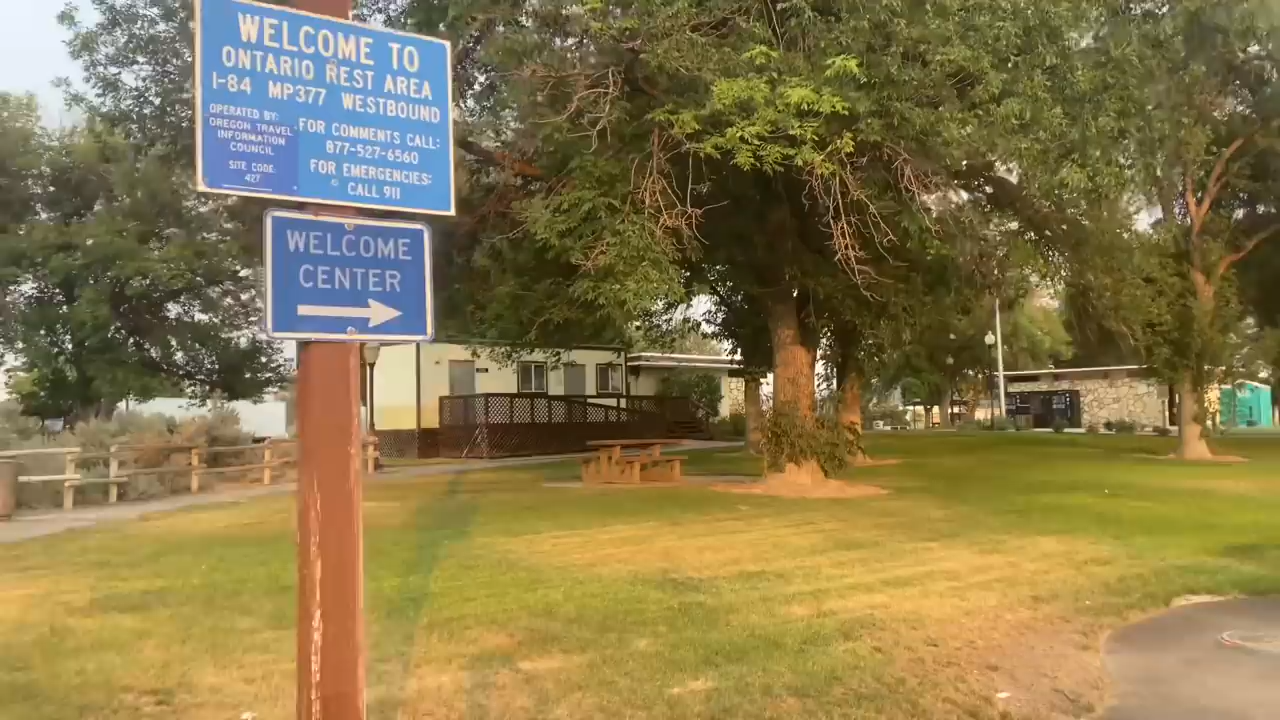 WELCOME TO
ONTARIO REST AREA
I-84 MP377 WESTBOUND
OPERATED BY:
OREGON TRAVEL
INFORMATION
COUNCIL
SITE CODE:
427
FOR COMMENTS CALL:
877-527-6560
FOR EMERGENCIES:
CALL 911
WELCOME
CENTER